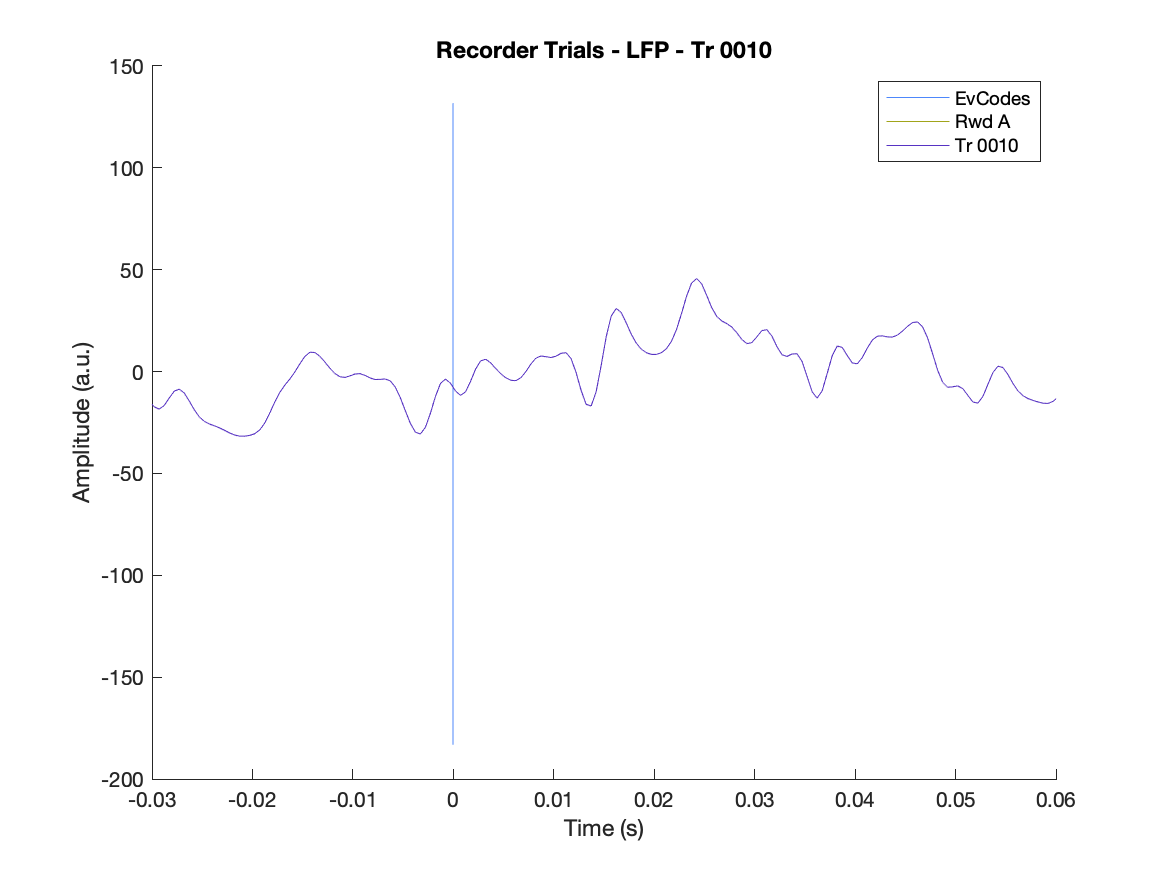 Recorder Trials - LFP - Tr 0010
150
100
50
0
-50
-100
-150
-200
Amplitude (a.u.)
EvCodes
Rwd A
Tr 0010
-0.03 -0.02 -0.01 0 0.01 0.02 0.03 0.04 0.05 0.06
Time (s)